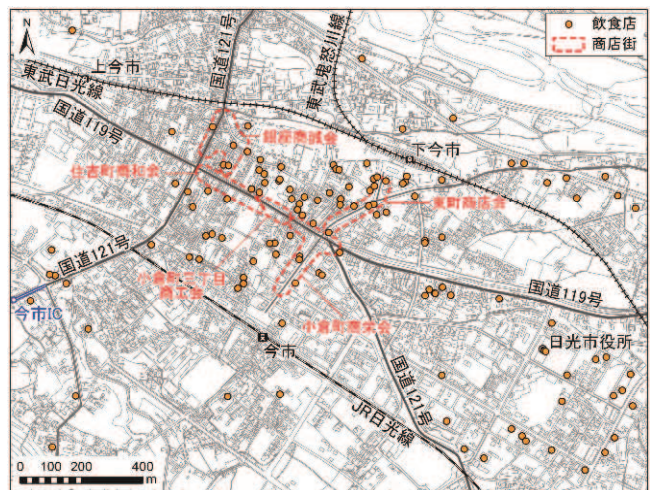 N
飲食店
商店街
国道121号
東武鬼怒川線
上今市
東武日光線
国道119号
銀座商誠会
下今市
住吉町商和会
東町商店会
国道121号
小倉町三丁目
商工会
国道119号
今市IC
小倉町商栄会
日光市役所
今市
国道121号
JR日光線
0 100 200 400
m